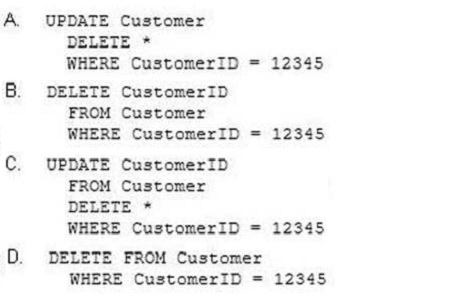 A. UPDATE Customer
DELETE *
WHERE CustomerID = 12345
B. DELETE CustomerID
FROM Customer
WHERE CustomerID = 12345
C. UPDATE CustomerID
FROM Customer
DELETE *
WHERE CustomerID = 12345
D. DELETE FROM Customer
WHERE CustomerID = 12345